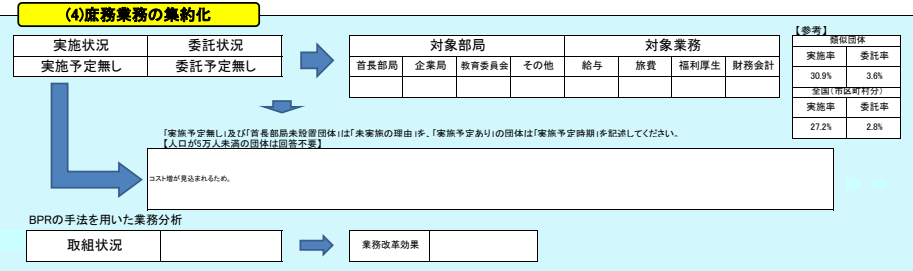 (4)庶務業務の集約化
【参考】
実施状況 委託状況
実施予定無し 委託予定無し
対象部局 対象業務
首長部局 企業局 教育委員会 その他 給与 旅費 福利厚生 財務会計
類似団体
実施率 委託率
30.9% 3.6%
全国(市区町村分)
実施率 委託率
27.2% 2.8%
「実施予定無し」及び「首長部局未設置団体」は「未実施の理由」を、「実施予定あり」の団体は「実施予定時期」を記述してください。
【人口が5万人未満の団体は回答不要】
コスト増が見込まれるため。
BPRの手法を用いた業務分析
取組状況
業務改革効果